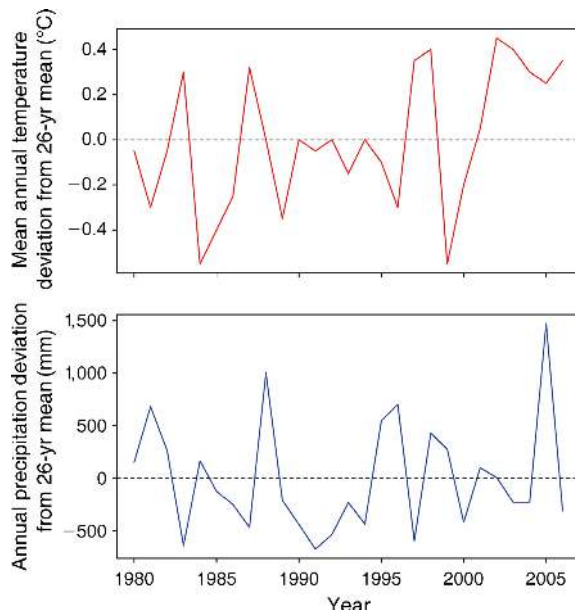 Mean annual temperature
deviation from 26-yr mean (°C)
0.4
0.2
0.0
−0.2
−0.4
Annual precipitation deviation
from 26-yr mean (mm)
1,500
1,000
500
0
−500
1980 1985 1990 1995 2000 2005
Year